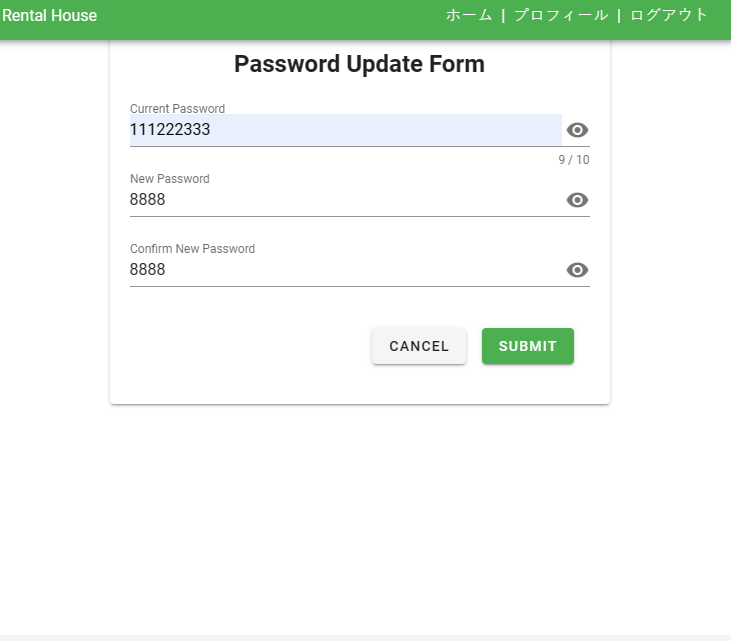 Rental House
ホーム | プロフィール | ログアウト
Password Update Form
Current Password
111222333
9 / 10
New Password
8888
Confirm New Password
8888
CANCEL
SUBMIT